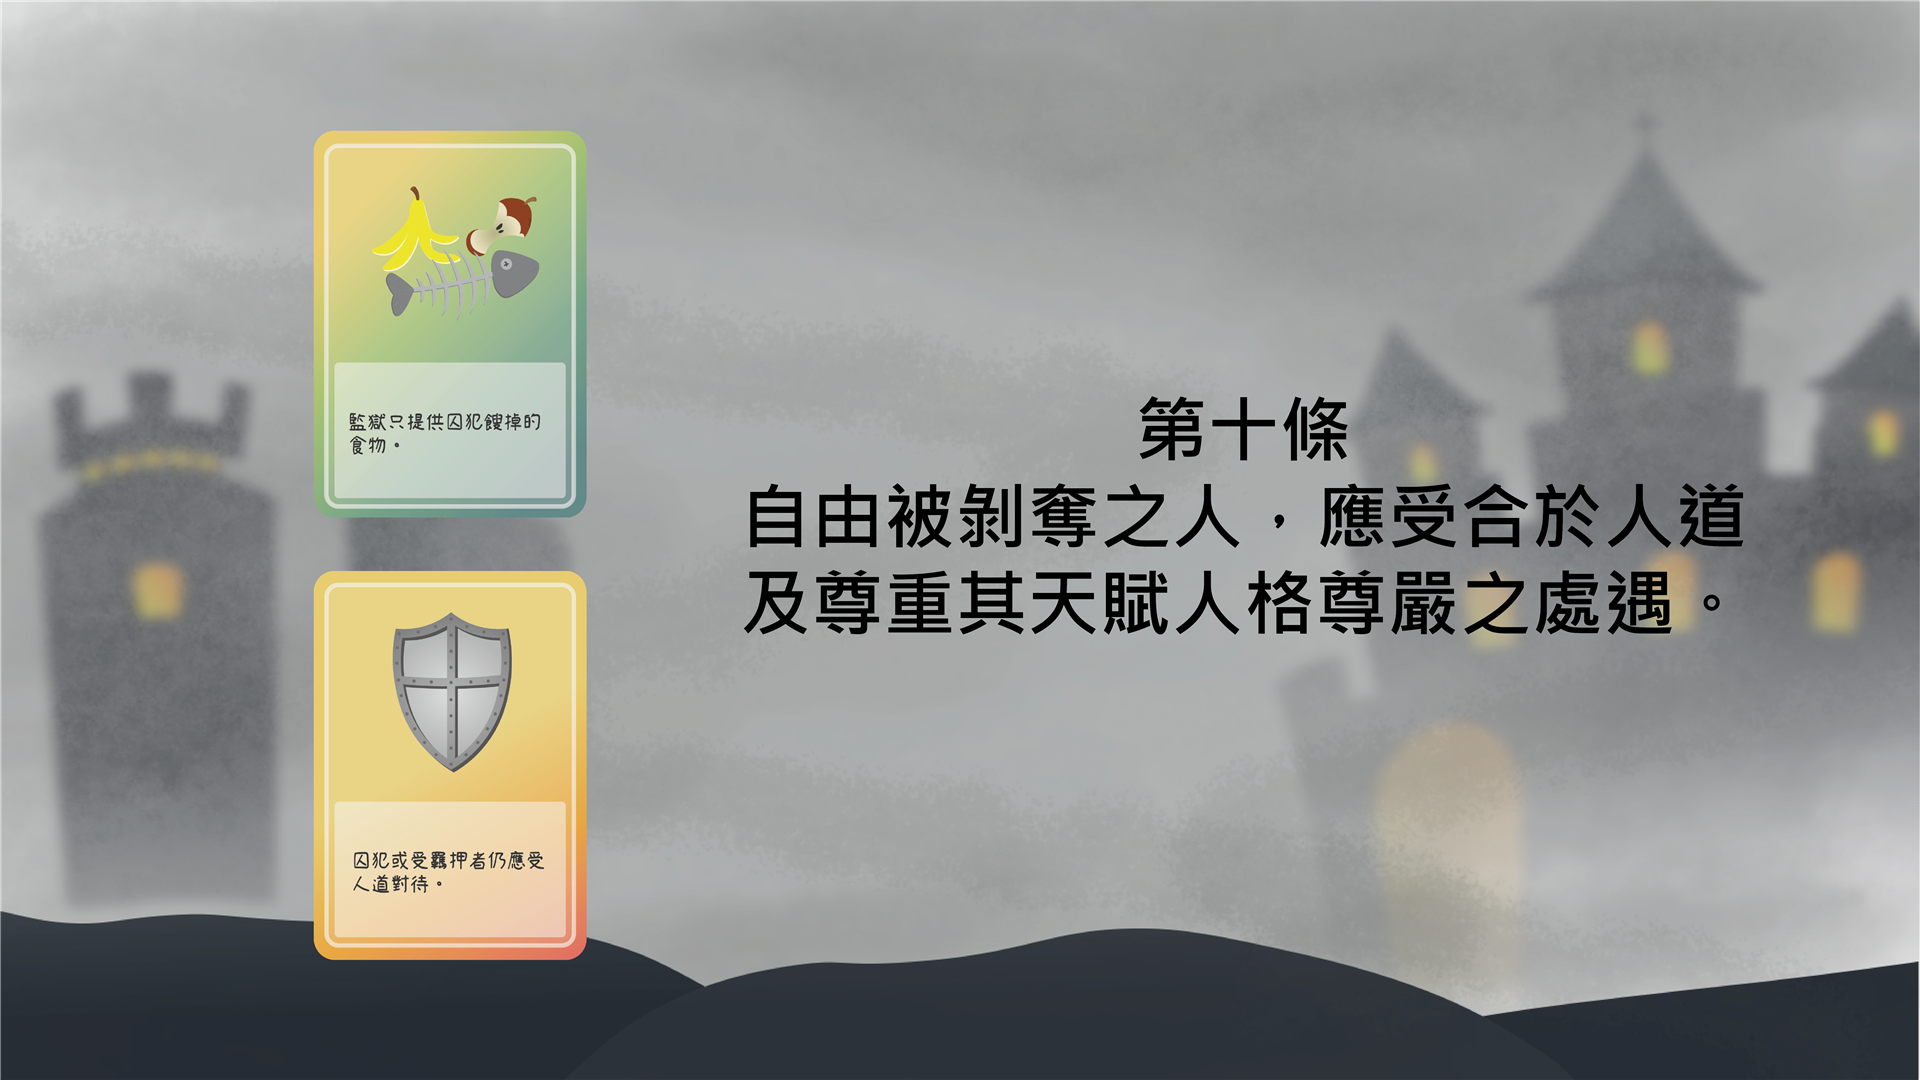 監獄只提供囚犯餿掉的
食物。
囚犯或受羈押者仍應受
人道對待。
第十條
自由被剝奪之人，應受合於人道
及尊重其天賦人格尊嚴之處遇。